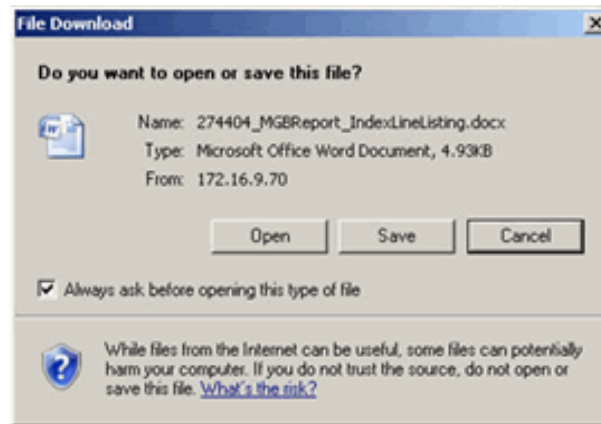 File Download
Do you want to open or save this file?
Name: 274404_MGBReport_IndexLineListing.docx
Type: Microsoft Office Word Document, 4.93KB
From: 172.16.9.70
Open Save Cancel
Always ask before opening this type of file
While files from the Internet can be useful, some files can potentially
harm your computer. If you do not trust the source, do not open or
save this file. What's the risk?